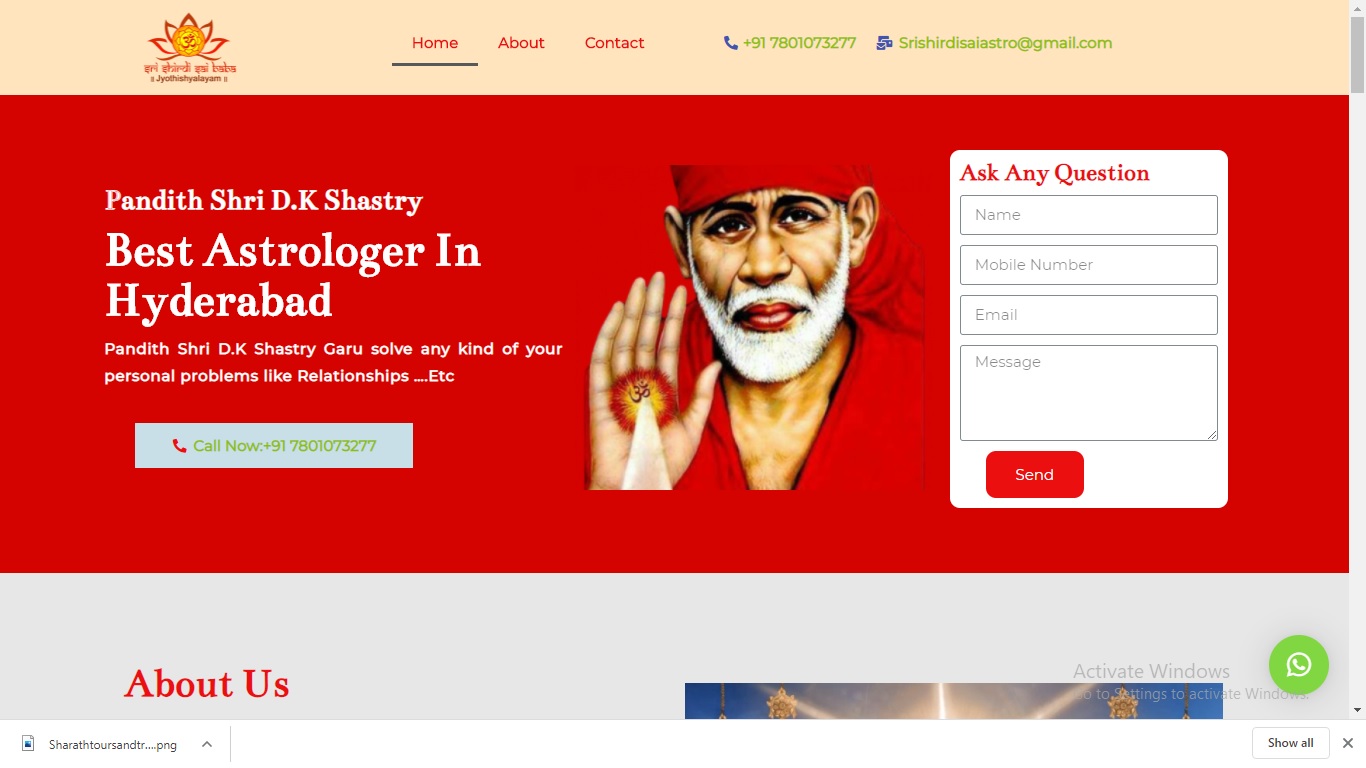 Home
About
Contact
+91 7801073277
Srishirdisaiastro@gmail.com
sri shirdi sai baba
॥ Jyothishyalayam ॥
Pandith Shri D.K Shastry
Best Astrologer In
Hyderabad
Pandith Shri D.K Shastry Garu solve any kind of your
personal problems like Relationships ....Etc
Call Now:+91 7801073277
ॐ
Ask Any Question
Name
Mobile Number
Email
Message
Send
About Us
Activate Windows
Go to Settings to activate Windows.
Sharathtoursandtr....png
Show all